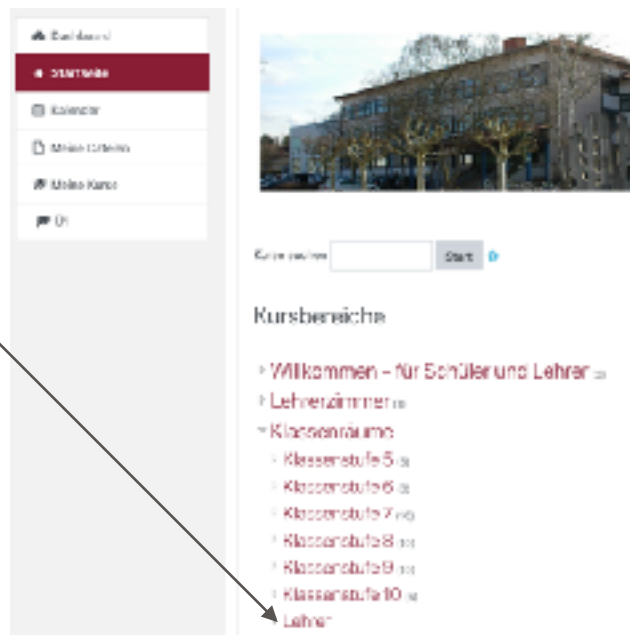 Dashboard
Startseite
Kalender
Meine Dateien
Meine Kurse
Kurse suchen
Start
Kursbereiche
Willkommen – für Schüler und Lehrer
Lehrerzimmer
Klassenräume
Klassenstufe 5
Klassenstufe 6
Klassenstufe 7
Klassenstufe 8
Klassenstufe 9
Klassenstufe 10
Lehrer